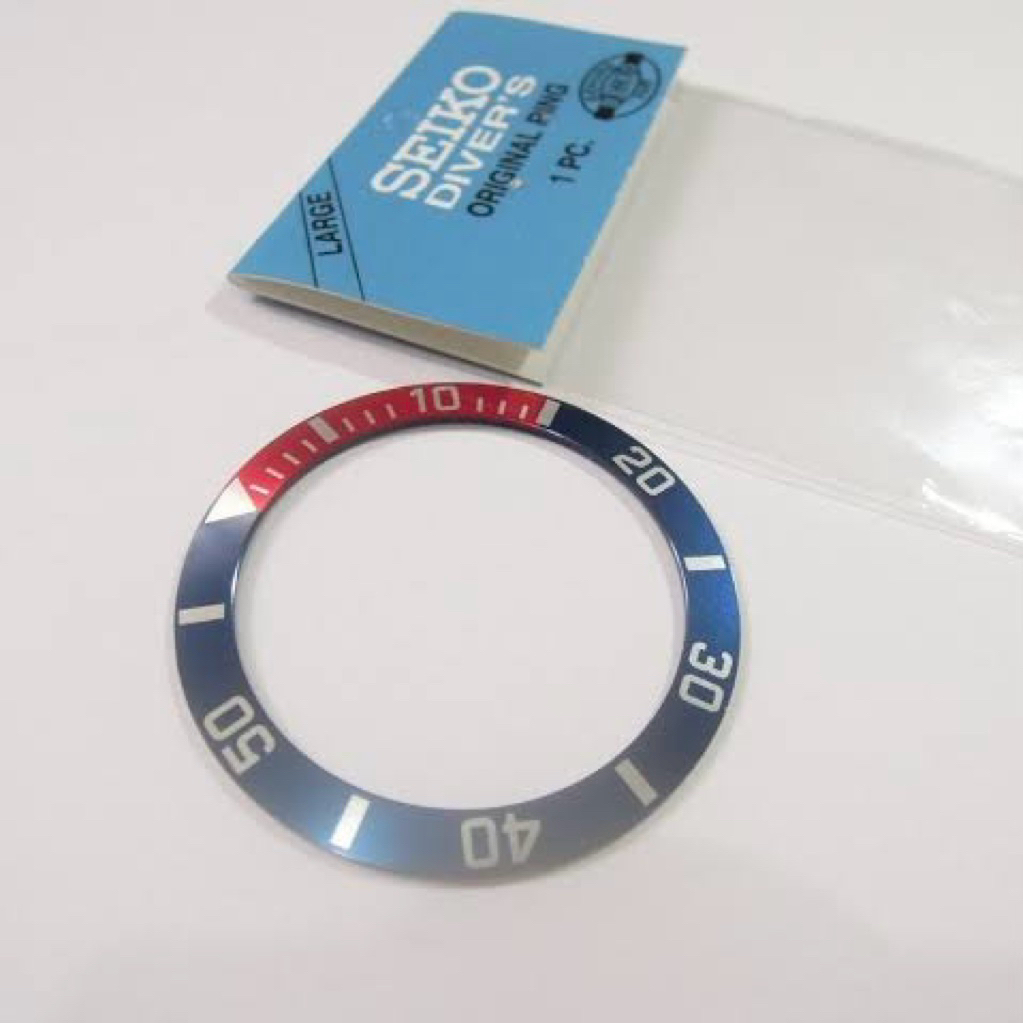 SEIKO
DIVER'S
ORIGINAL RING
1 PC.
LARGE
10
20
30
40
50